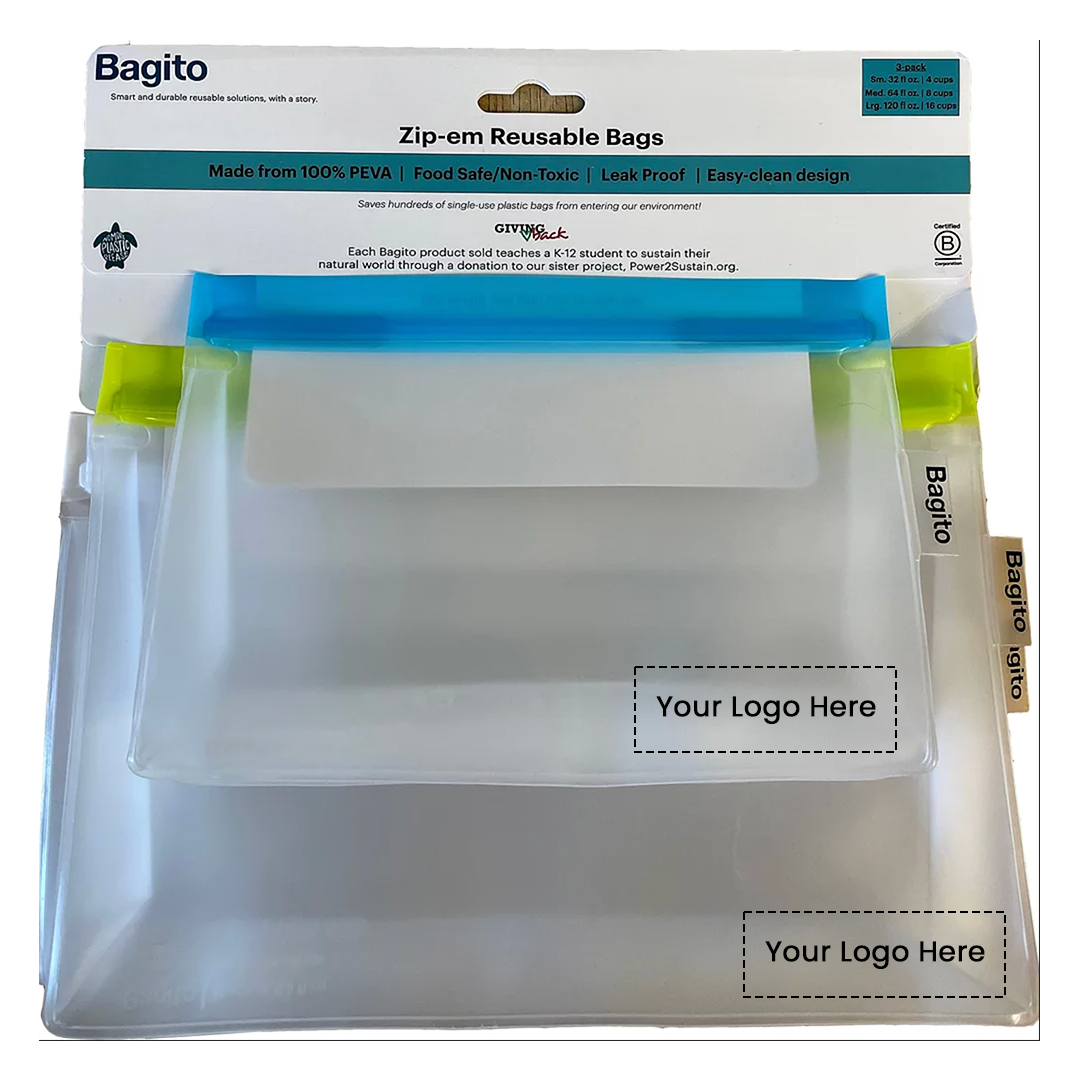 Bagito
Smart and durable reusable solutions, with a story.
3-pack
Sm. 32 fl oz. | 4 cups
Med. 64 fl oz. | 8 cups
Lrg. 120 fl oz. | 16 cups
Zip-em Reusable Bags
Made from 100% PEVA | Food Safe/Non-Toxic | Leak Proof | Easy-clean design
Saves hundreds of single-use plastic bags from entering our environment!
GIVING Back
NO MORE
PLASTIC
PLEASE
Each Bagito product sold teaches a K-12 student to sustain their
natural world through a donation to our sister project, Power2Sustain.org.
Certified
B
Corporation
Bagito
Bagito
gito
Your Logo Here
Your Logo Here